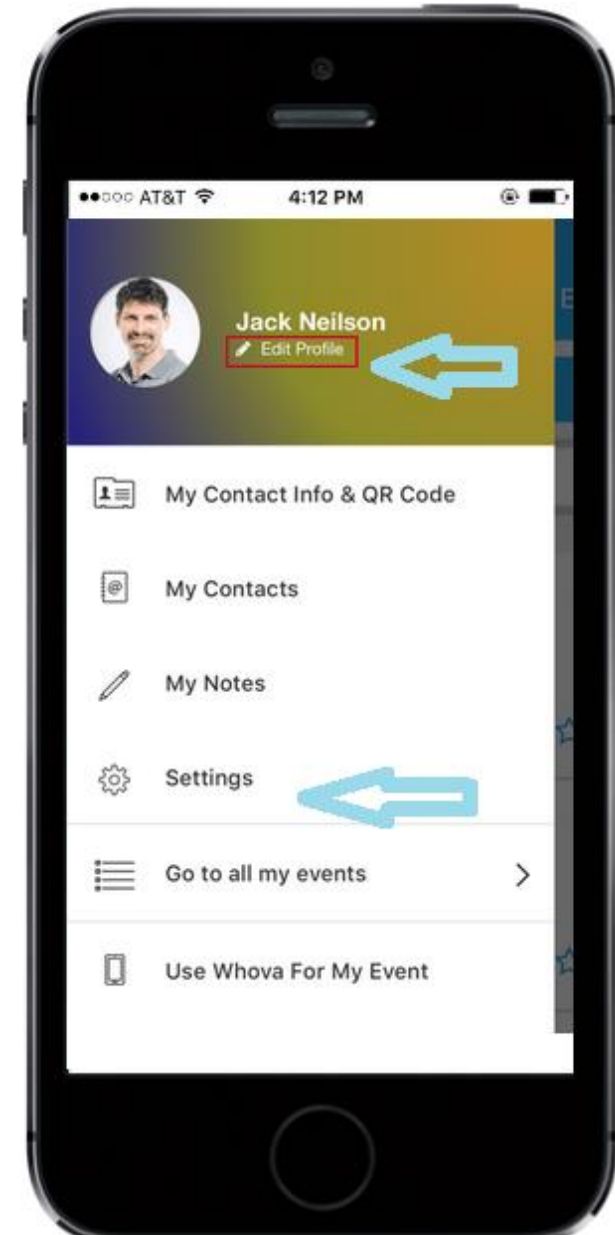 AT&T 4:12 PM
Jack Neilson
Edit Profile
My Contact Info & QR Code
My Contacts
My Notes
Settings
Go to all my events
Use Whova For My Event